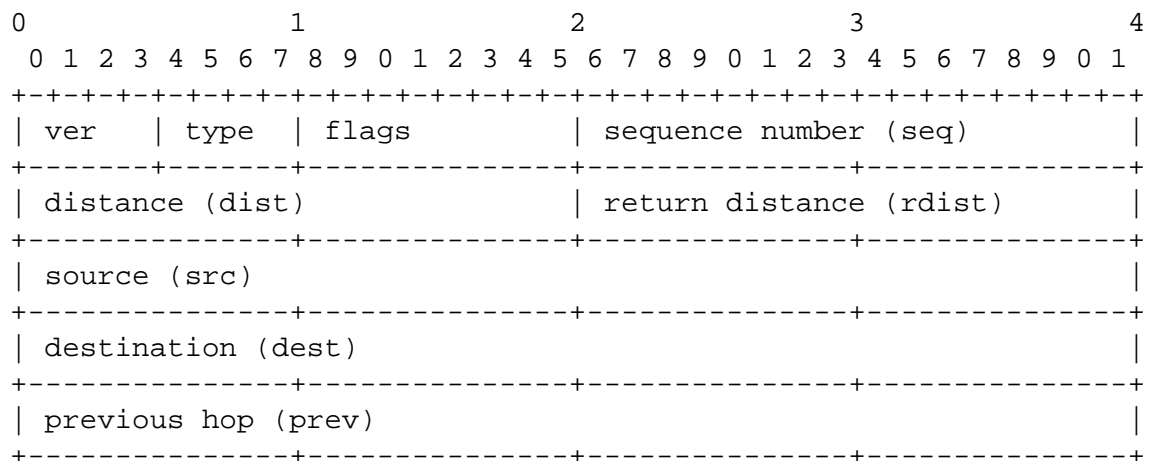 0                               1                               2                               3                               4
 0 1 2 3 4 5 6 7 8 9 0 1 2 3 4 5 6 7 8 9 0 1 2 3 4 5 6 7 8 9 0 1
+-+-+-+-+-+-+-+-+-+-+-+-+-+-+-+-+-+-+-+-+-+-+-+-+-+-+-+-+-+-+-+-+
| ver   | type  | flags         | sequence number (seq)         |
+-------+-------+---------------+-------------------------------+
| distance (dist)               | return distance (rdist)       |
+---------------+---------------+---------------+---------------+
| source (src)                                                  |
+---------------+---------------+---------------+---------------+
| destination (dest)                                            |
+---------------+---------------+---------------+---------------+
| previous hop (prev)                                           |
+---------------+---------------+---------------+---------------+